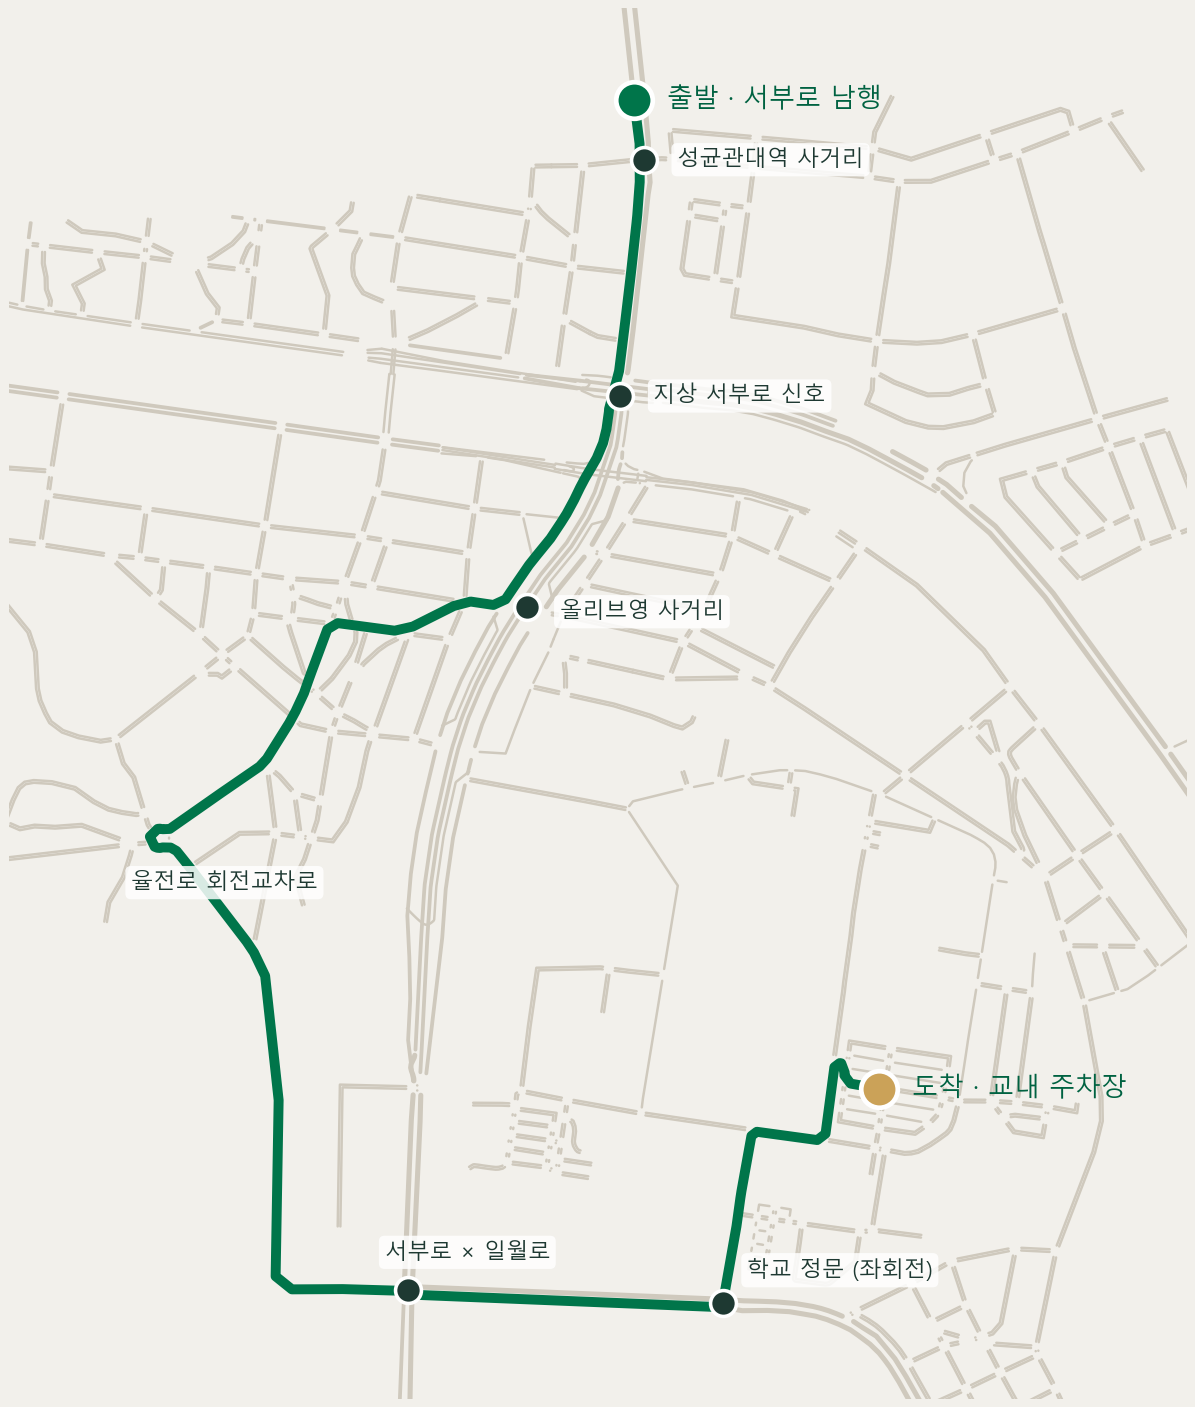 출발 · 서부로 남행
성균관대역 사거리
지상 서부로 신호
올리브영 사거리
율전로 회전교차로
도착 · 교내 주차장
서부로 × 일월로
학교 정문 (좌회전)